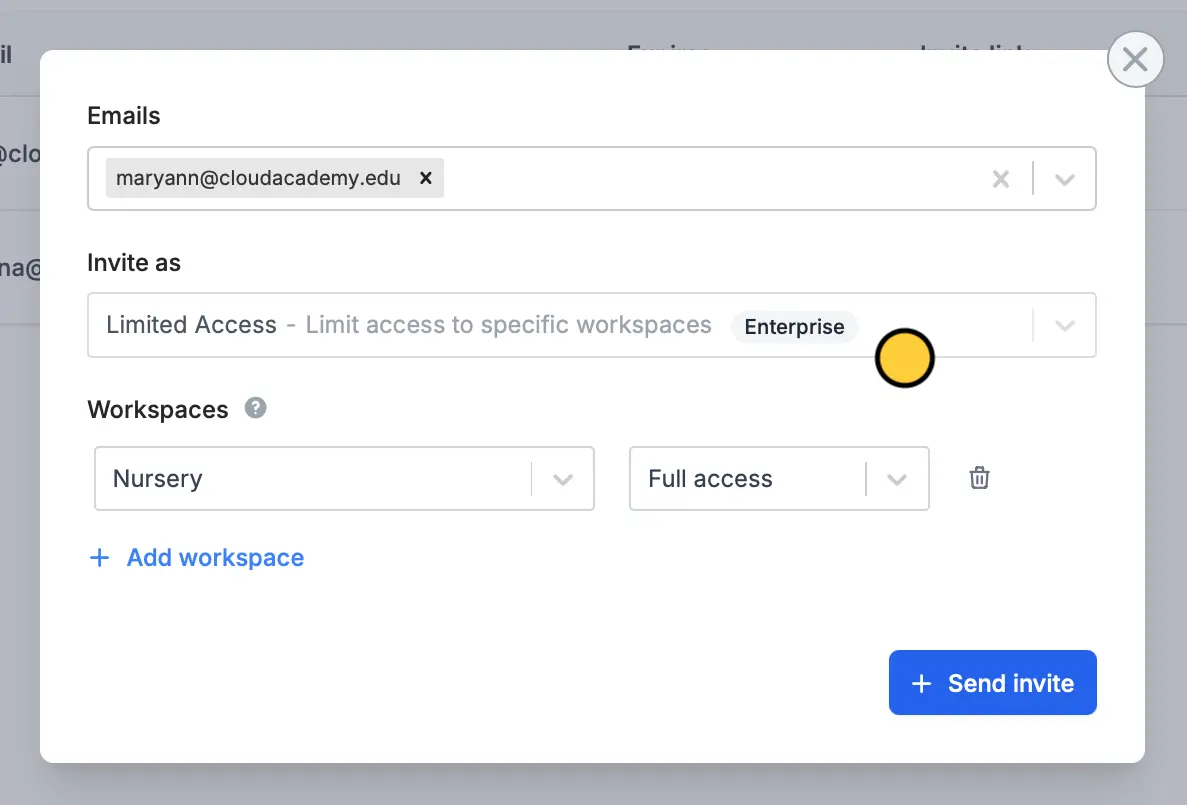 Emails
maryann@cloudacademy.edu
Invite as
Limited Access - Limit access to specific workspaces Enterprise
Workspaces ?
Nursery Full access
+ Add workspace
+ Send invite